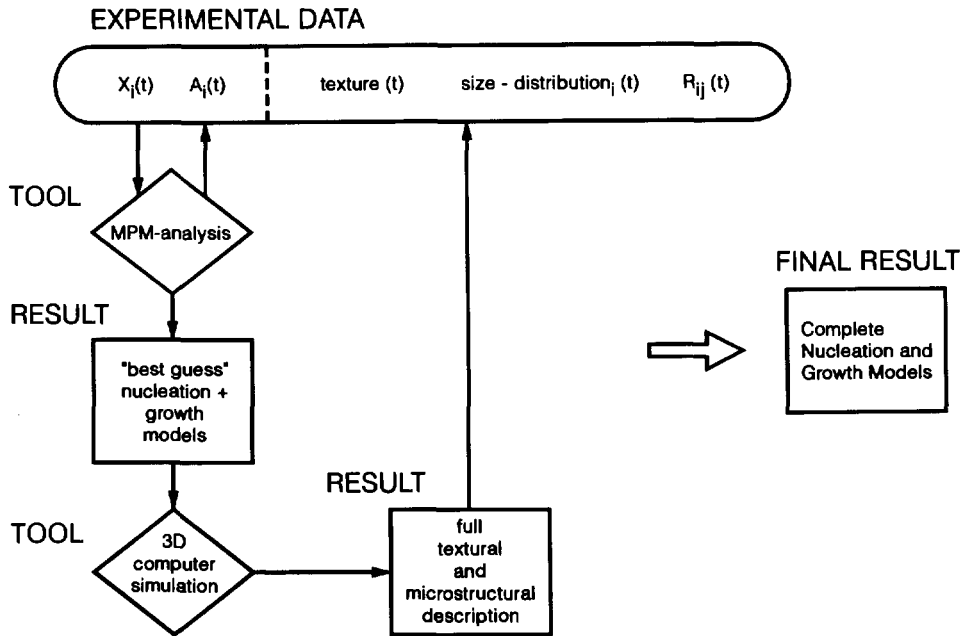 EXPERIMENTAL DATA
Xi(t) Ai(t) texture (t) size - distributioni (t) Rij (t)
TOOL
MPM-analysis
RESULT
"best guess"
nucleation +
growth
models
TOOL
3D
computer
simulation
RESULT
full
textural
and
microstructural
description
FINAL RESULT
Complete
Nucleation and
Growth Models